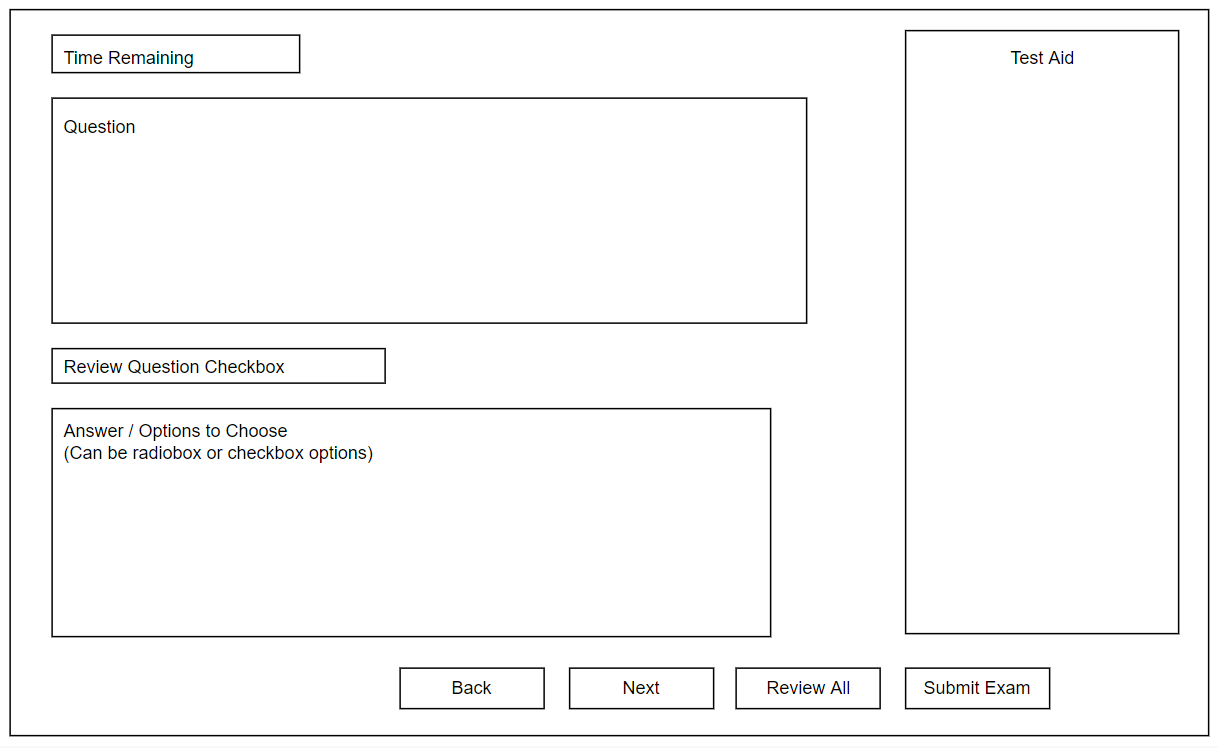 Time Remaining
Test Aid
Question
Review Question Checkbox
Answer / Options to Choose
(Can be radiobox or checkbox options)
Back
Next
Review All
Submit Exam